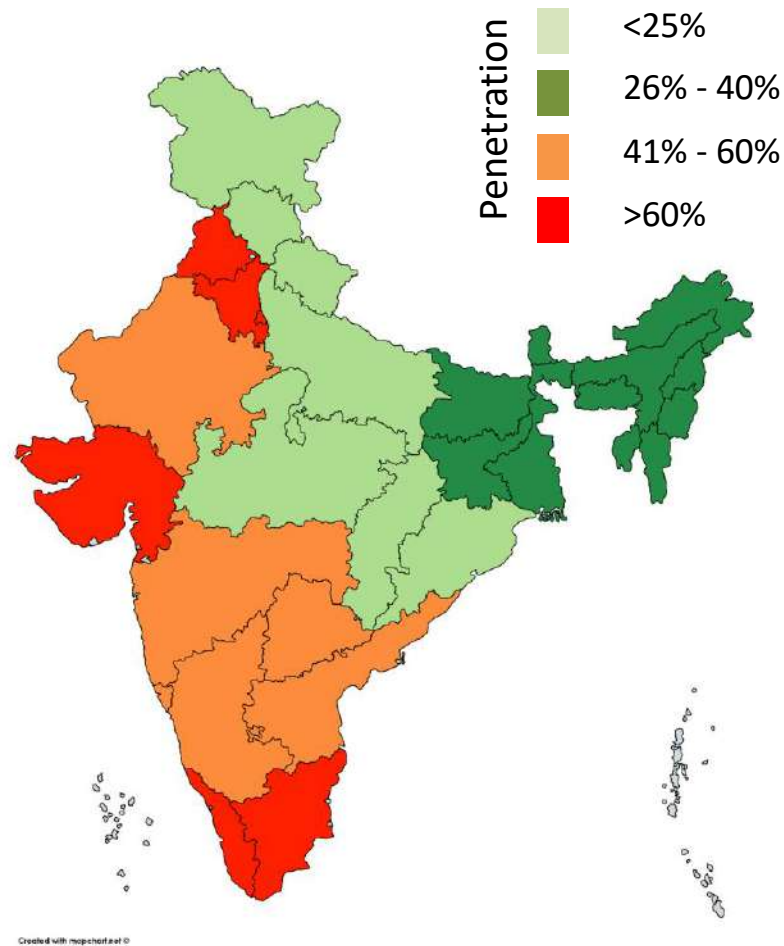 Penetration
<25%
26% - 40%
41% - 60%
>60%
Created with mapchart.net ©